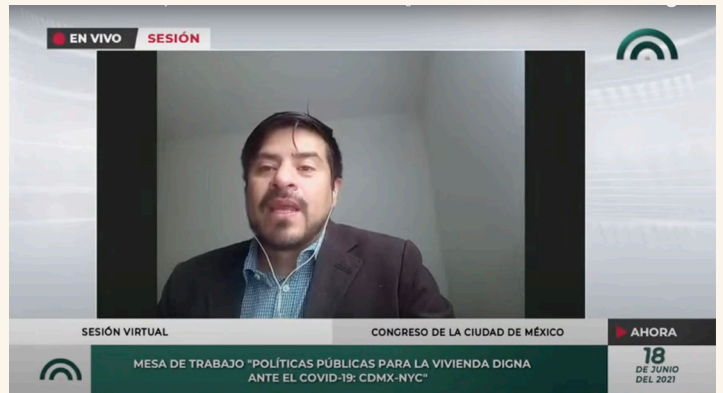 EN VIVO SESIÓN
SESIÓN VIRTUAL
CONGRESO DE LA CIUDAD DE MÉXICO
AHORA
MESA DE TRABAJO "POLÍTICAS PÚBLICAS PARA LA VIVIENDA DIGNA
ANTE EL COVID-19: CDMX-NYC"
18
DE JUNIO
DEL 2021